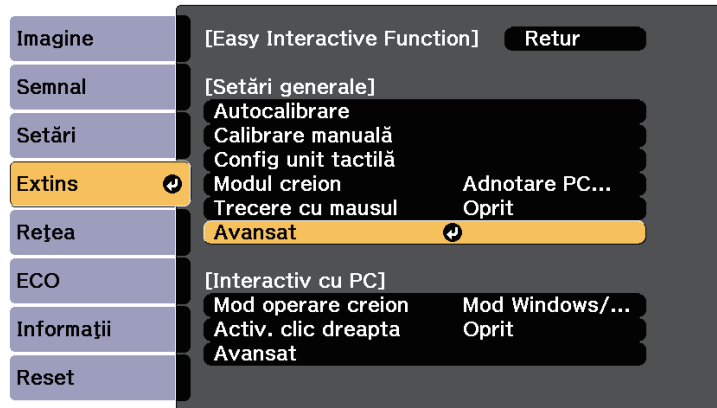 Imagine
Semnal
Setări
Extins
Reţea
ECO
Informaţii
Reset
[Easy Interactive Function] Retur
[Setări generale]
Autocalibrare
Calibrare manuală
Config unit tactilă
Modul creion Adnotare PC...
Trecere cu mausul Oprit
Avansat
[Interactiv cu PC]
Mod operare creion Mod Windows/...
Activ. clic dreapta Oprit
Avansat